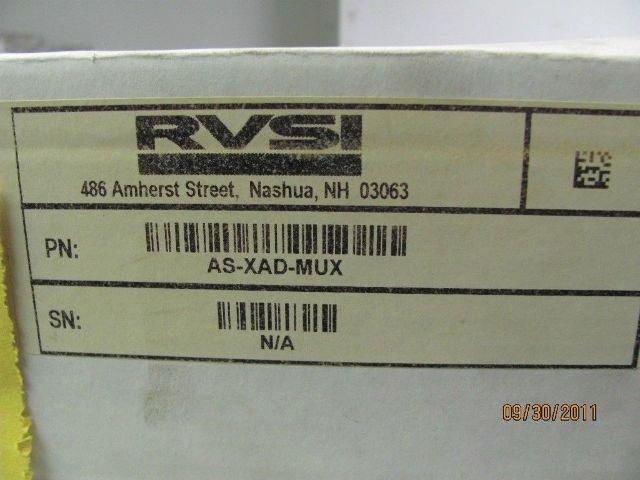 RVSI
486 Amherst Street, Nashua, NH 03063
PN:
AS-XAD-MUX
SN:
N/A
09/30/2011